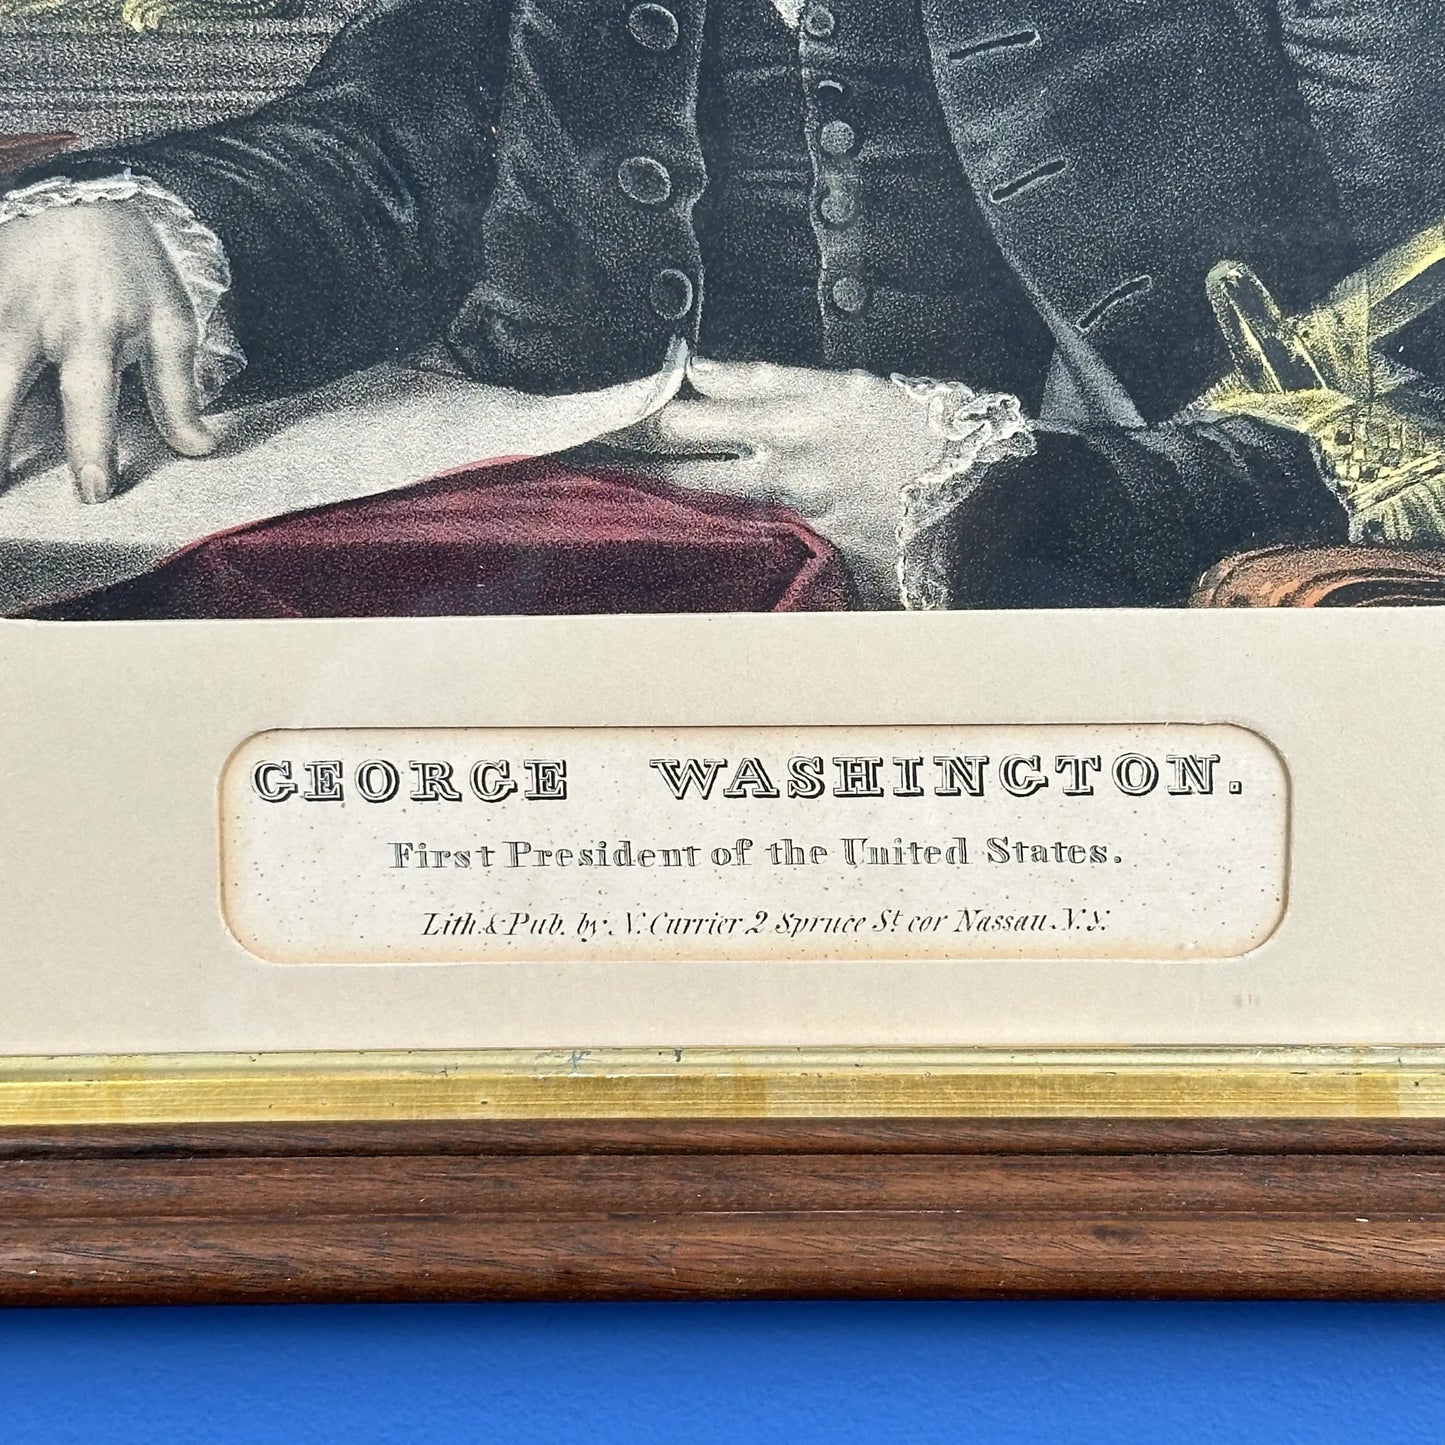 GEORGE WASHINGTON.
First President of the United States.
Lith. & Pub. by N. Currier 2 Spruce St. cor Nassau N.Y.